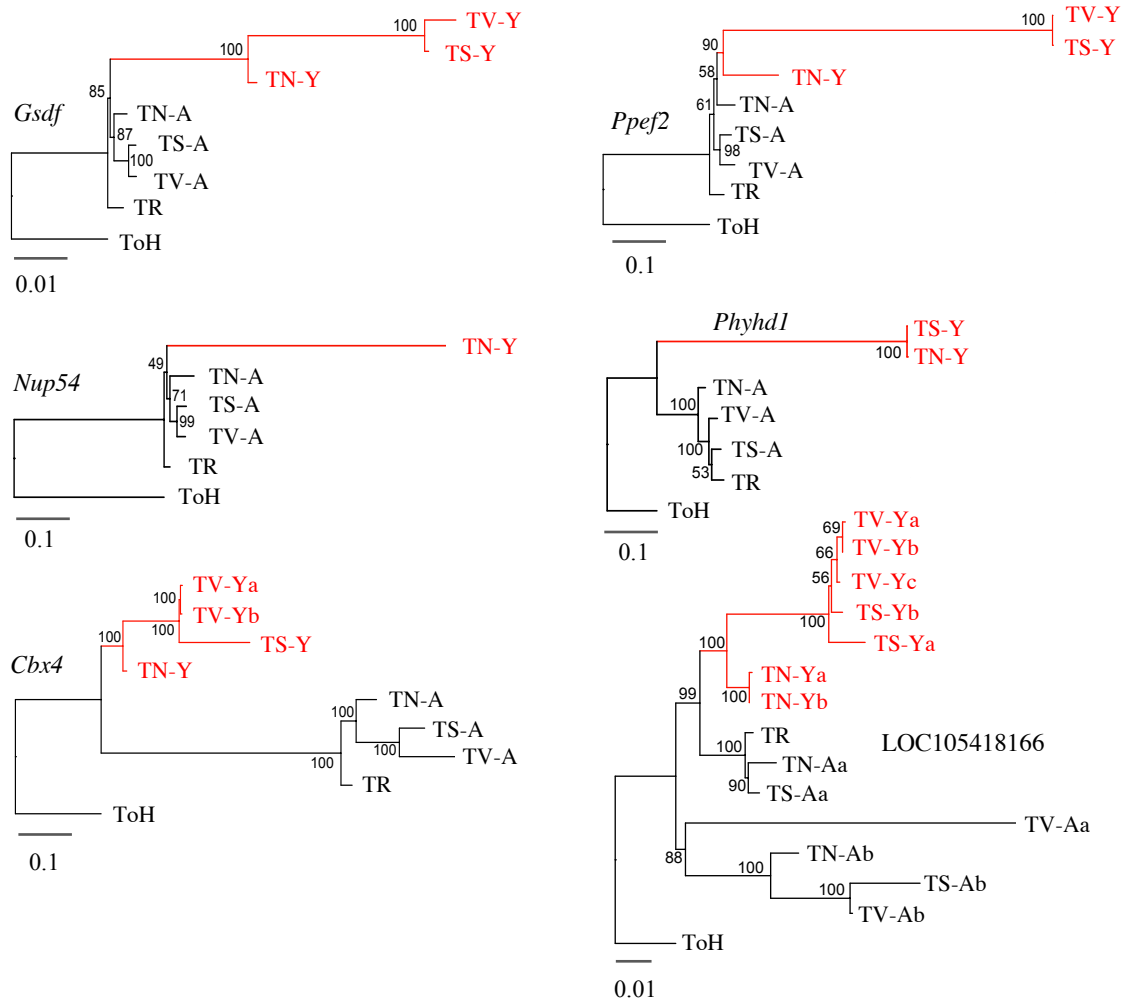 Gsdf
100
TV-Y
100
TS-Y
TN-Y
85
TN-A
87
TS-A
100
TV-A
TR
ToH
0.01
Ppef2
100
TV-Y
TS-Y
90
TN-Y
58
TN-A
61
TS-A
98
TV-A
TR
ToH
0.1
Nup54
TN-Y
49
TN-A
71
TS-A
99
TV-A
TR
ToH
0.1
Phyhd1
TS-Y
100
TN-Y
TN-A
100
TV-A
100
TS-A
53
TR
ToH
0.1
Cbx4
TV-Ya
100
TV-Yb
100
TS-Y
100
TN-Y
TN-A
100
TS-A
100
TV-A
100
TR
ToH
0.1
LOC105418166
69
TV-Ya
TV-Yb
66
TV-Yc
56
TS-Yb
100
TS-Ya
100
TN-Ya
100
TN-Yb
99
TR
100
TN-Aa
90
TS-Aa
TV-Aa
88
TN-Ab
100
TS-Ab
100
TV-Ab
ToH
0.01